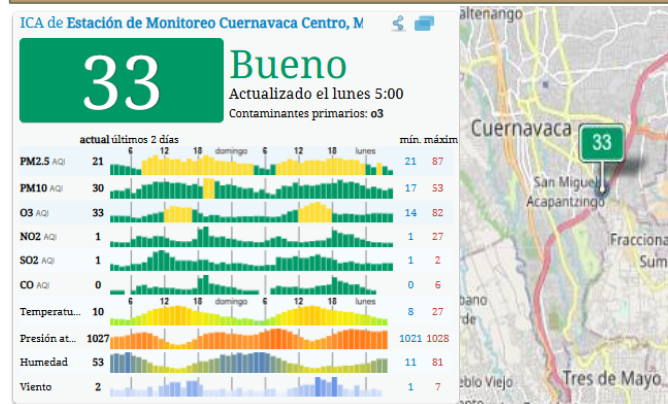 ICA de Estación de Monitoreo Cuernavaca Centro, M
33
Bueno
Actualizado el lunes 5:00
Contaminantes primarios: o3
actual últimos 2 días mín. máxim
6 12 18 domingo 6 12 18 lunes
PM2.5 AQI 21 21 87
PM10 AQI 30 17 53
O3 AQI 33 14 82
NO2 AQI 1 1 27
SO2 AQI 1 1 2
CO AQI 0 0 6
6 12 18 domingo 6 12 18 lunes
Temperatu... 10 8 27
Presión at... 1027 1021 1028
Humedad 53 11 81
Viento 2 1 7
altenango
Cuernavaca
33
San Migue
Acapantzingo
Fracciona
Sum
bano
rde
eblo Viejo
Tres de Mayo